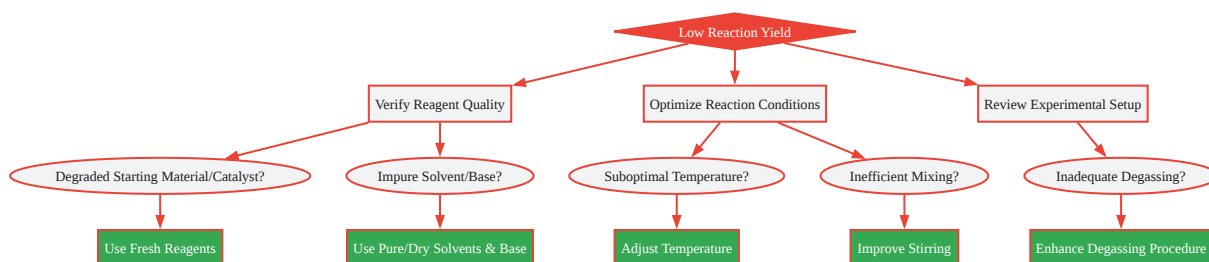 Low Reaction Yield
Verify Reagent Quality
Optimize Reaction Conditions
Review Experimental Setup
Degraded Starting Material/Catalyst?
Impure Solvent/Base?
Suboptimal Temperature?
Inefficient Mixing?
Inadequate Degassing?
Use Fresh Reagents
Use Pure/Dry Solvents & Base
Adjust Temperature
Improve Stirring
Enhance Degassing Procedure